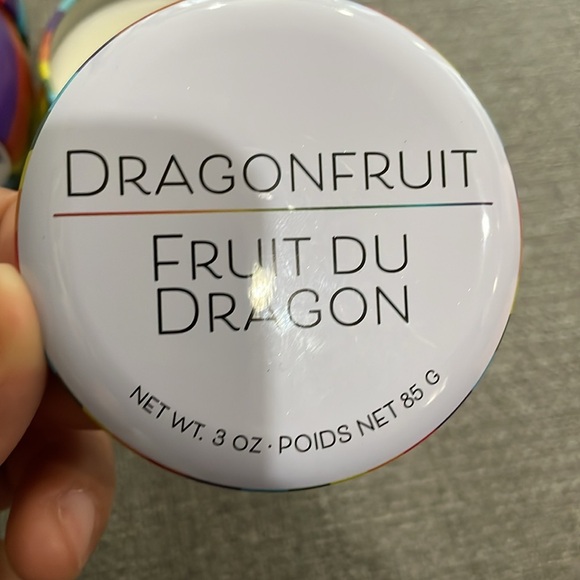 DRAGONFRUIT
FRUIT DU
DRAGON
NET WT. 3 OZ · POIDS NET 85 G